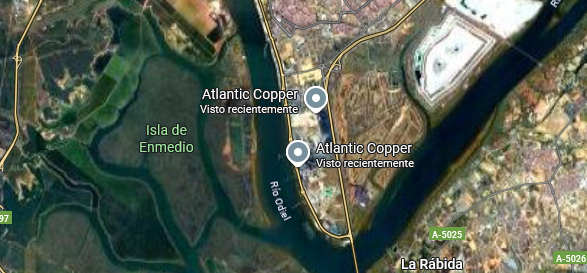 Atlantic Copper
Visto recientemente
Isla de
Enmedio
Atlantic Copper
Visto recientemente
97
Río Odiel
A-5025
A-5026
La Rábida